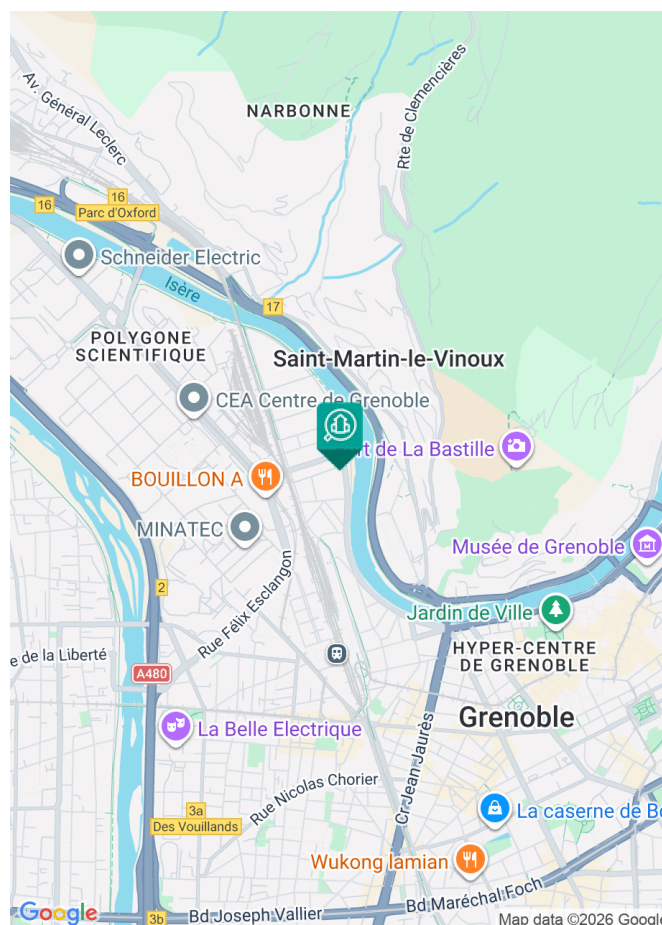 NARBONNE
Av. Général Leclerc
Rte de Clemencières
16
16
Parc d'Oxford
Schneider Electric
Isère
17
POLYGONE
SCIENTIFIQUE
Saint-Martin-le-Vinoux
CEA Centre de Grenoble
rt de La Bastille
BOUILLON A
MINATEC
Musée de Grenoble
2
Rue Félix Esclangon
Jardin de Ville
e de la Liberté
HYPER-CENTRE
DE GRENOBLE
A480
Grenoble
La Belle Electrique
Cr Jean Jaurès
Rue Nicolas Chorier
3a
Des Vouillands
La caserne de Bo
Wukong lamian
Bd Maréchal Foch
Google
3b
Bd Joseph Vallier
Map data ©2026 Google